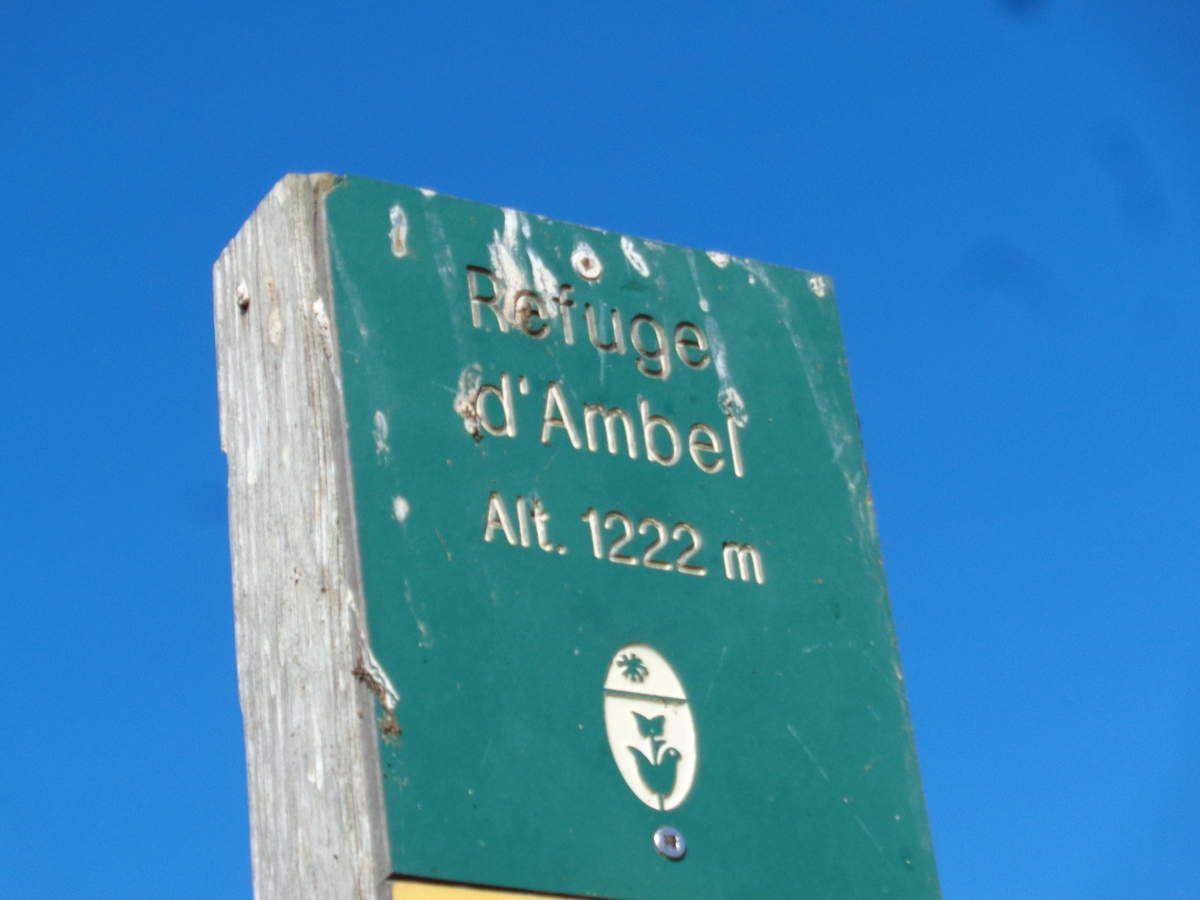 Refuge
d'Ambel
Alt. 1222 m